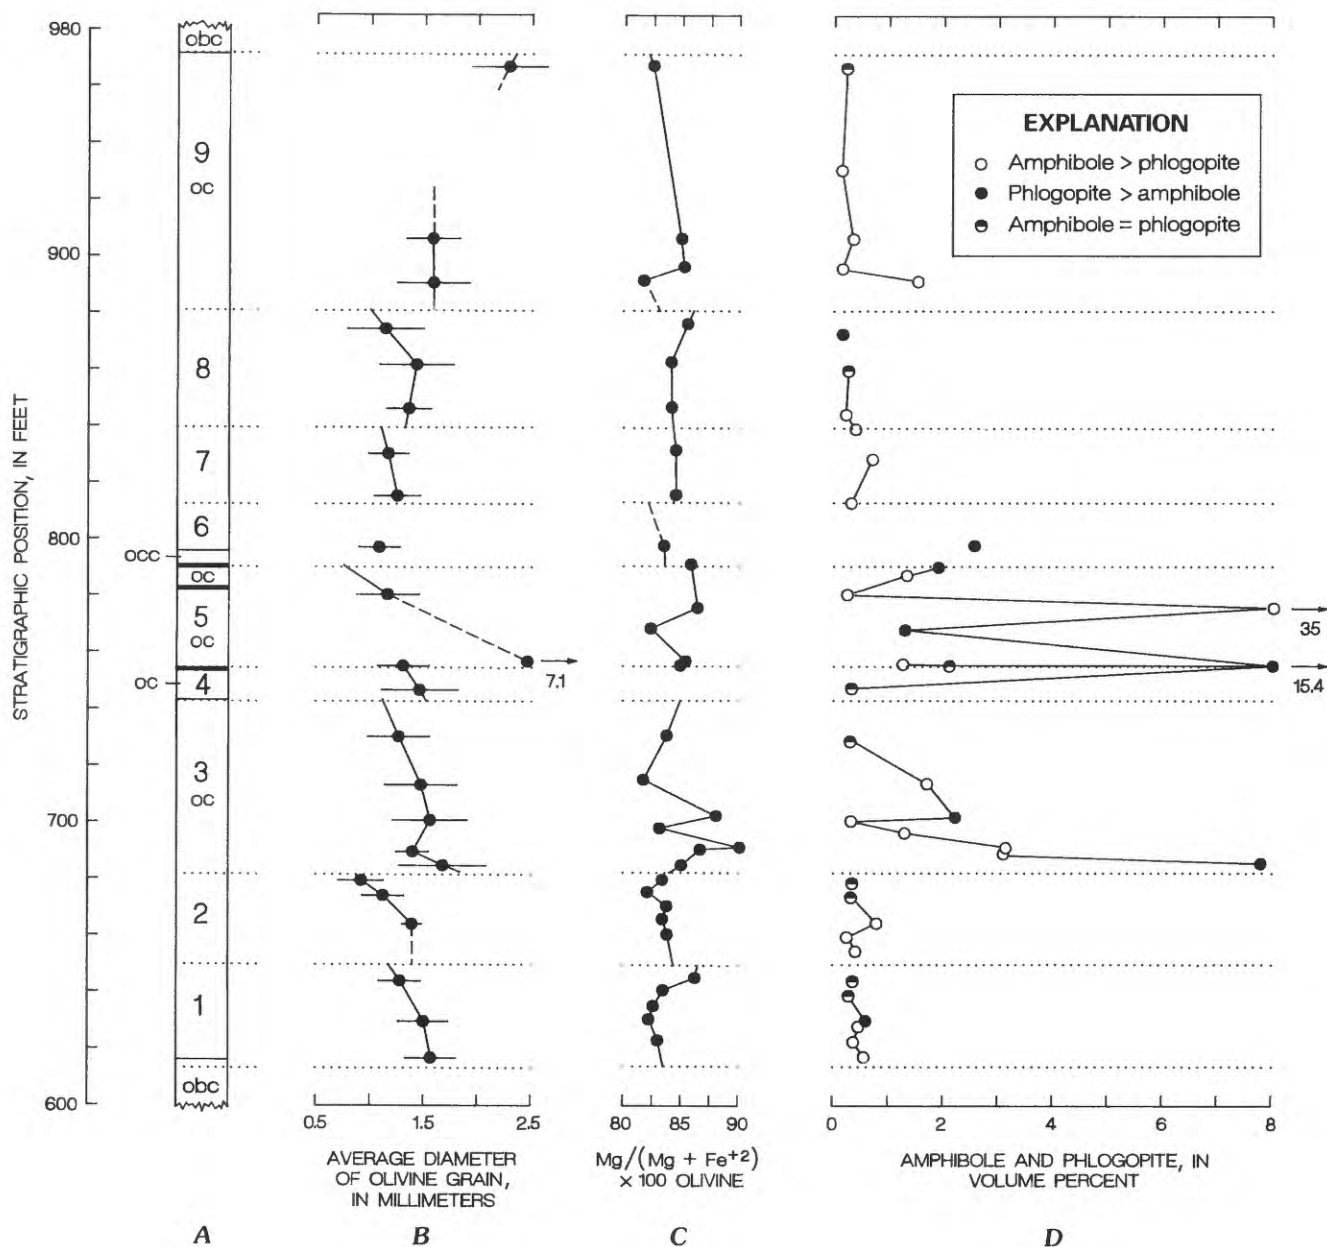 STRATIGRAPHIC POSITION, IN FEET
980
900
800
700
600
obc
9
oc
8
7
6
occ
oc
5
oc
oc
4
3
oc
2
1
obc
A
7.1
0.5
1.5
2.5
AVERAGE DIAMETER
OF OLIVINE GRAIN,
IN MILLIMETERS
B
80
85
90
Mg/(Mg + Fe+2)
× 100 OLIVINE
C
EXPLANATION
Amphibole > phlogopite
Phlogopite > amphibole
Amphibole = phlogopite
35
15.4
0
2
4
6
8
AMPHIBOLE AND PHLOGOPITE, IN
VOLUME PERCENT
D